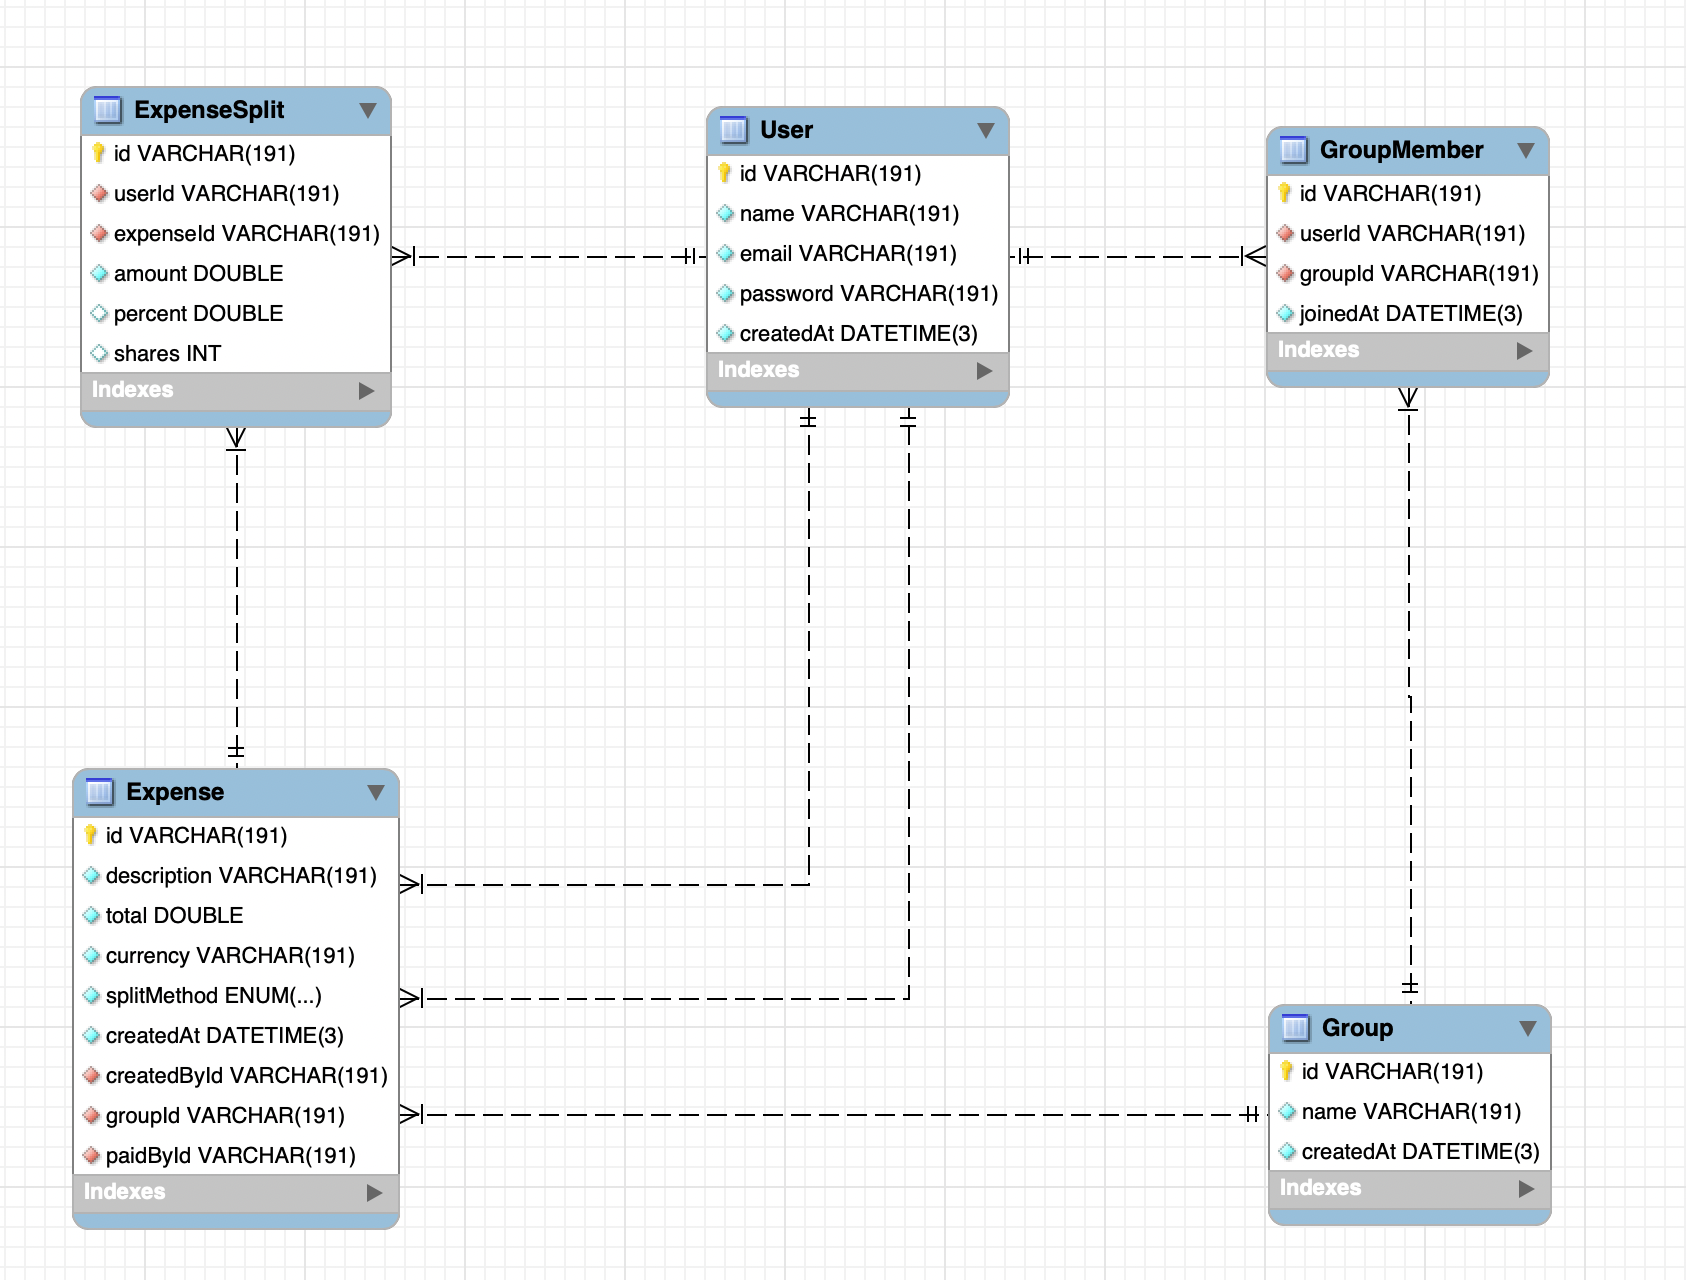 ExpenseSplit
id VARCHAR(191)
userId VARCHAR(191)
expenseId VARCHAR(191)
amount DOUBLE
percent DOUBLE
shares INT
Indexes
User
id VARCHAR(191)
name VARCHAR(191)
email VARCHAR(191)
password VARCHAR(191)
createdAt DATETIME(3)
Indexes
GroupMember
id VARCHAR(191)
userId VARCHAR(191)
groupId VARCHAR(191)
joinedAt DATETIME(3)
Indexes
Expense
id VARCHAR(191)
description VARCHAR(191)
total DOUBLE
currency VARCHAR(191)
splitMethod ENUM(...)
createdAt DATETIME(3)
createdById VARCHAR(191)
groupId VARCHAR(191)
paidById VARCHAR(191)
Indexes
Group
id VARCHAR(191)
name VARCHAR(191)
createdAt DATETIME(3)
Indexes